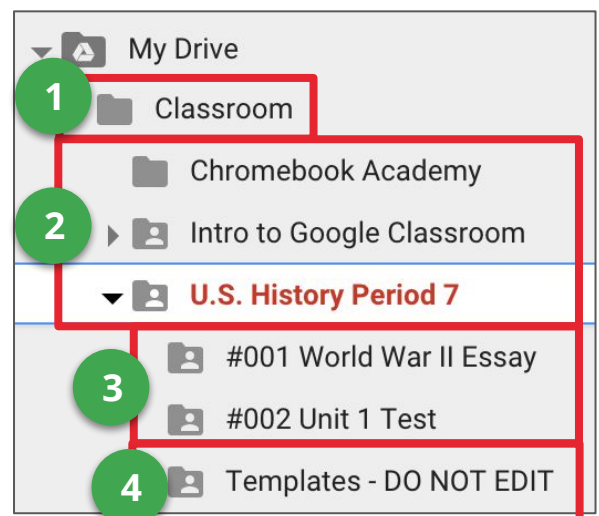 My Drive
1 Classroom
Chromebook Academy
2 Intro to Google Classroom
U.S. History Period 7
#001 World War II Essay
3
#002 Unit 1 Test
4 Templates - DO NOT EDIT